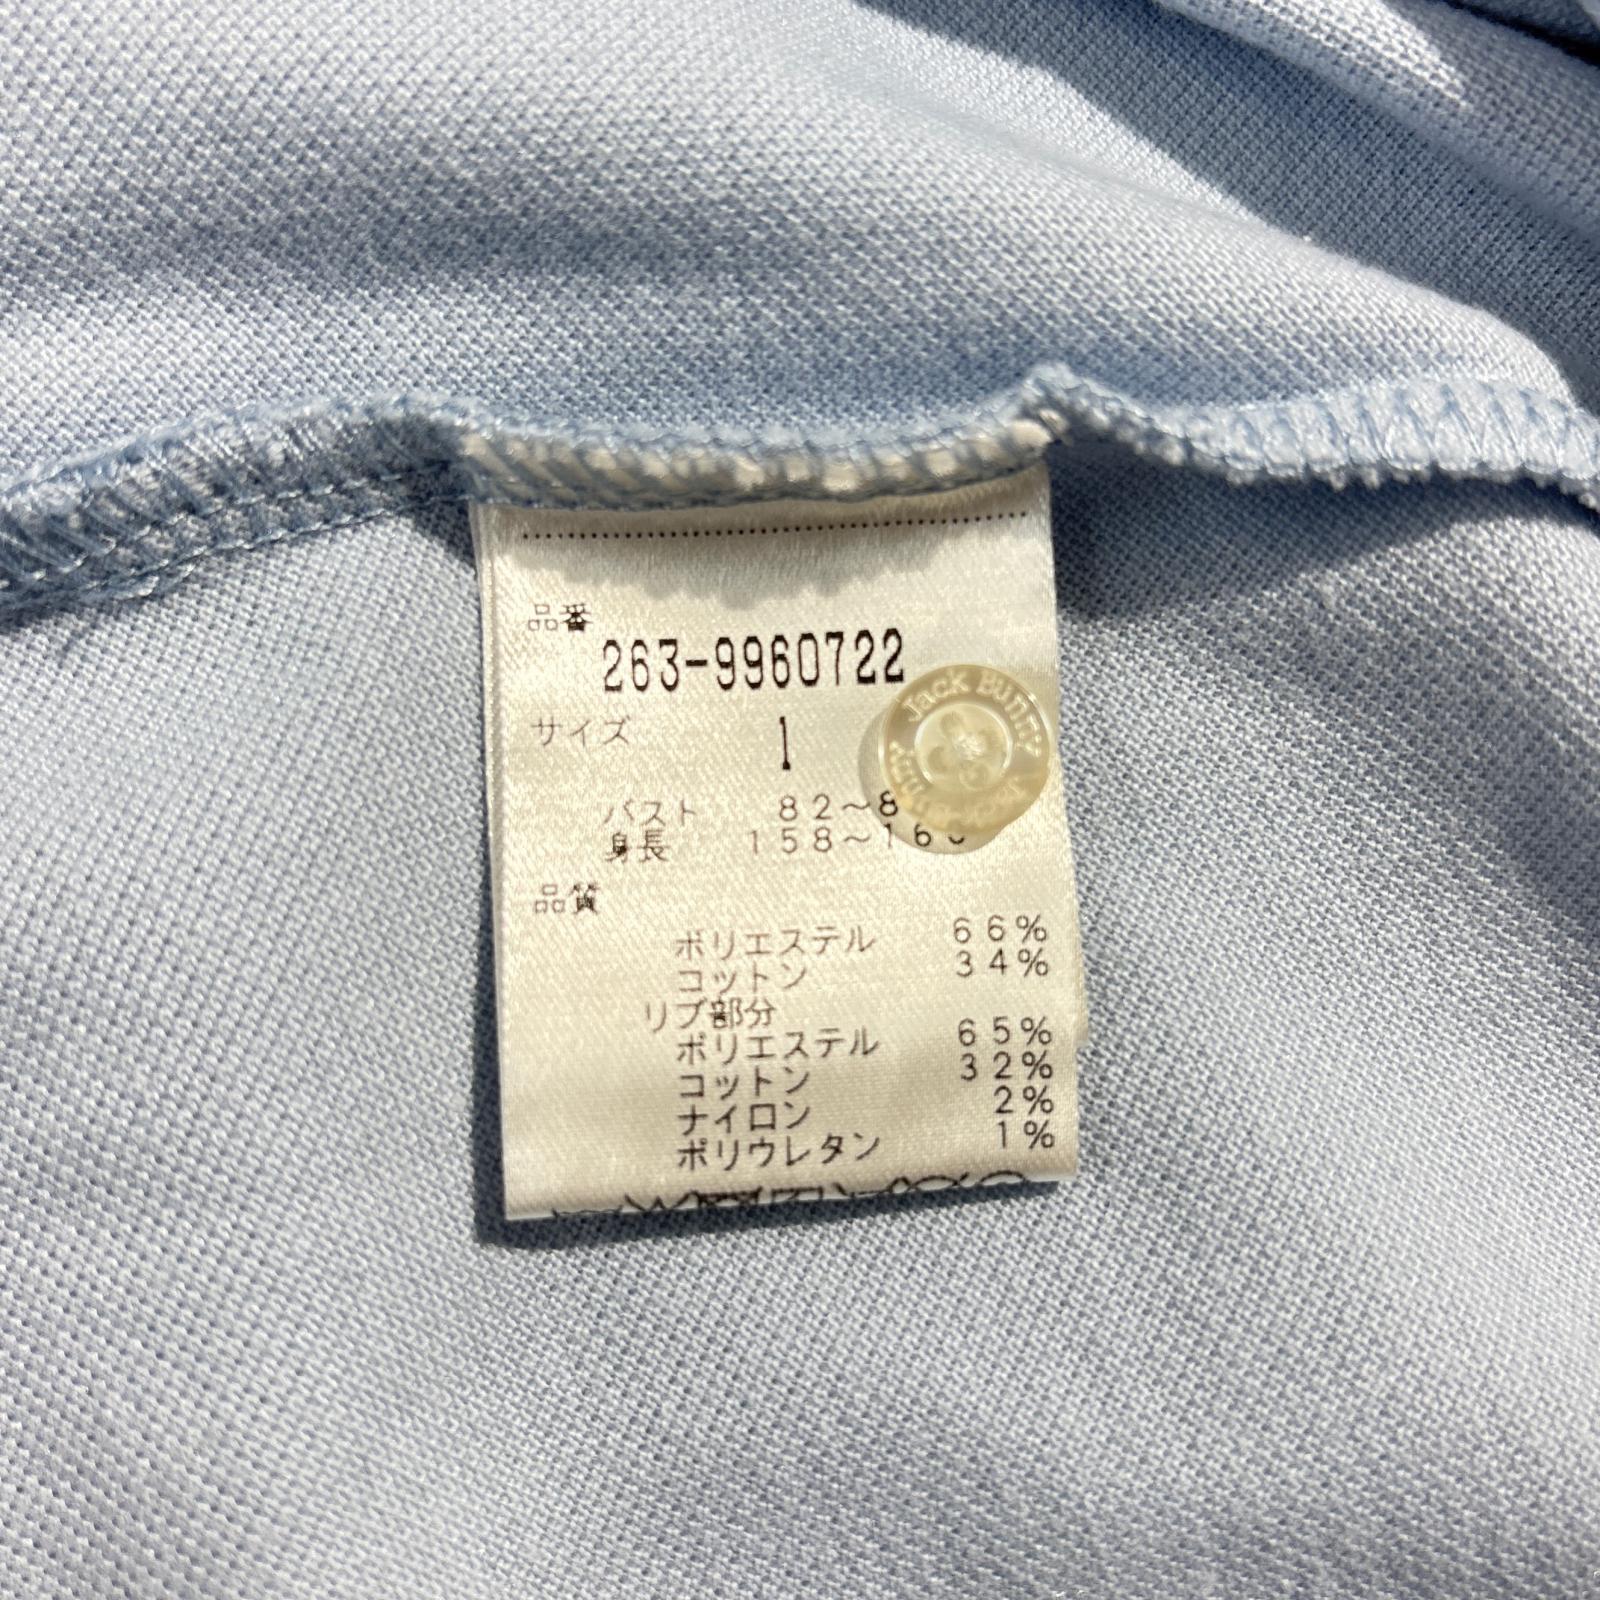 品番
263-9960722
サイズ 1
Jack Bunny
バスト 82〜8
身長 158〜16
品質
ポリエステル 66%
コットン 34%
リブ部分
ポリエステル 65%
コットン 32%
ナイロン 2%
ポリウレタン 1%